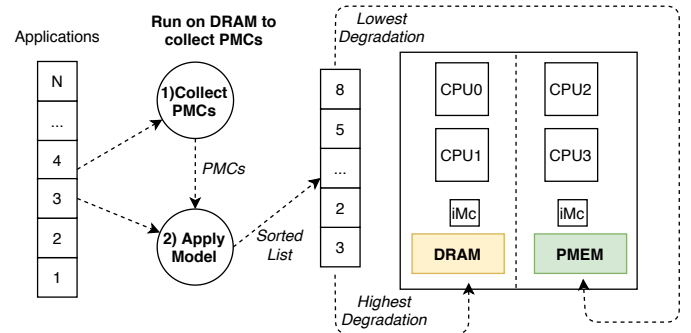 Applications
N
...
4
3
2
1
Run on DRAM to
collect PMCs
1)Collect
PMCs
PMCs
2) Apply
Model
Sorted
List
8
5
...
2
3
Lowest
Degradation
Highest
Degradation
CPU0
CPU2
CPU1
CPU3
iMc
iMc
DRAM
PMEM